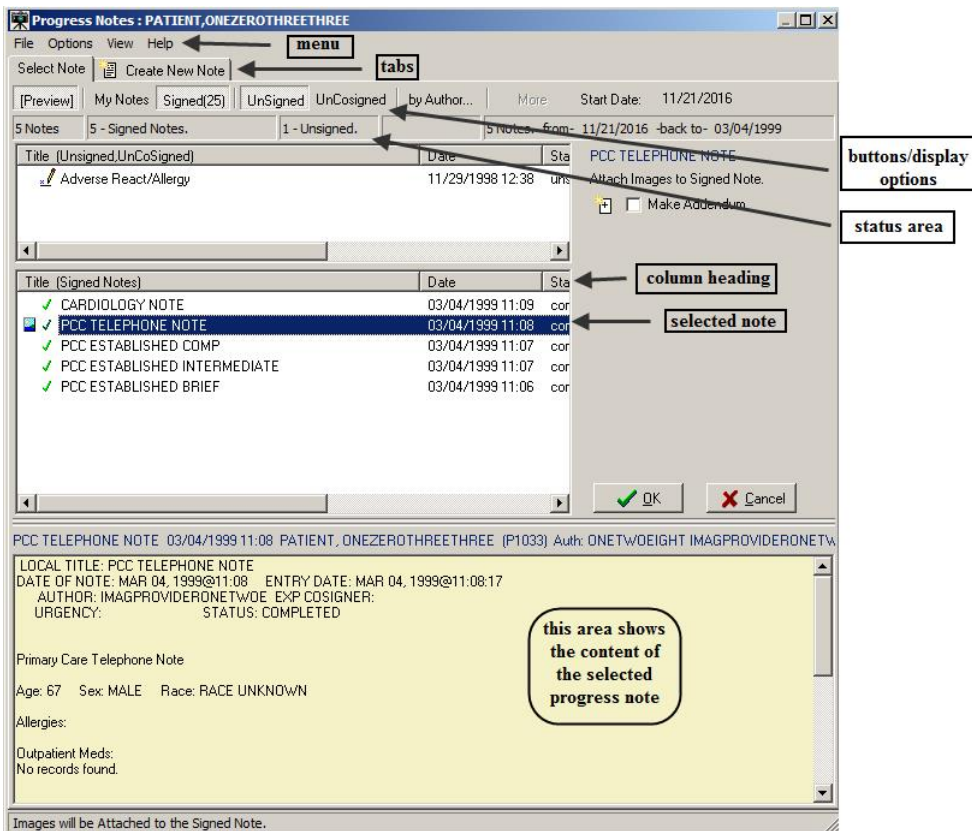 Progress Notes : PATIENT,ONEZEROTHREETHREE
File Options View Help
menu
Select Note Create New Note
tabs
[Preview] My Notes Signed(25) UnSigned UnCosigned by Author... More Start Date: 11/21/2016
5 Notes 5 - Signed Notes. 1 - Unsigned. 5 Notes. from- 11/21/2016 -back to- 03/04/1999
buttons/display
options
status area
Title (Unsigned,UnCoSigned) Date Sta
Adverse React/Allergy 11/29/1998 12:38 uns
PCC TELEPHONE NOTE
Attach Images to Signed Note.
Make Addendum
Title (Signed Notes) Date Sta
column heading
CARDIOLOGY NOTE 03/04/1999 11:09 con
PCC TELEPHONE NOTE 03/04/1999 11:08 con
selected note
PCC ESTABLISHED COMP 03/04/1999 11:07 con
PCC ESTABLISHED INTERMEDIATE 03/04/1999 11:07 con
PCC ESTABLISHED BRIEF 03/04/1999 11:06 con
OK Cancel
PCC TELEPHONE NOTE 03/04/1999 11:08 PATIENT, ONEZEROTHREETHREE (P1033) Auth: ONETWOEIGHT IMAGPROVIDERONETW
LOCAL TITLE: PCC TELEPHONE NOTE
DATE OF NOTE: MAR 04, 1999@11:08 ENTRY DATE: MAR 04, 1999@11:08:17
AUTHOR: IMAGPROVIDERONETWOE EXP COSIGNER:
URGENCY: STATUS: COMPLETED
this area shows
the content of
the selected
progress note
Primary Care Telephone Note
Age: 67 Sex: MALE Race: RACE UNKNOWN
Allergies:
Outpatient Meds:
No records found.
Images will be Attached to the Signed Note.